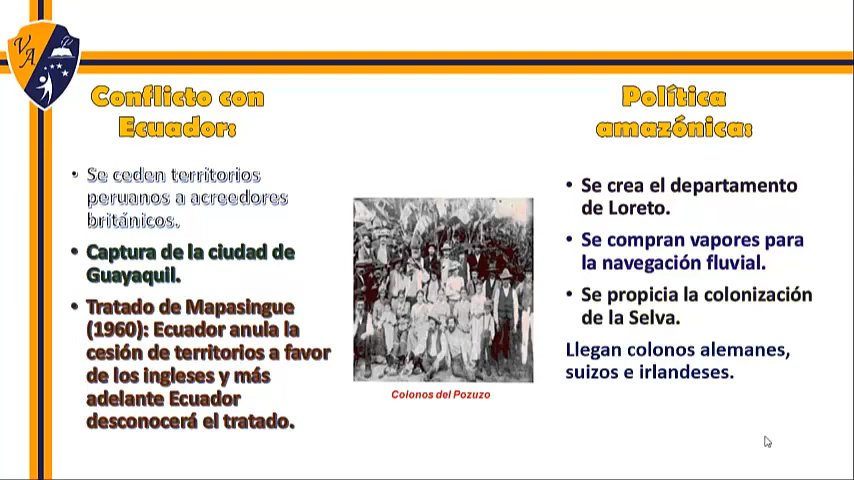 VA
Conflicto con
Ecuador:
• Se ceden territorios
peruanos a acreedores
británicos.
• Captura de la ciudad de
Guayaquil.
• Tratado de Mapasingue
(1960): Ecuador anula la
cesión de territorios a favor
de los ingleses y más
adelante Ecuador
desconocerá el tratado.
Colonos del Pozuzo
Política
amazónica:
• Se crea el departamento
de Loreto.
• Se compran vapores para
la navegación fluvial.
• Se propicia la colonización
de la Selva.
Llegan colonos alemanes,
suizos e irlandeses.